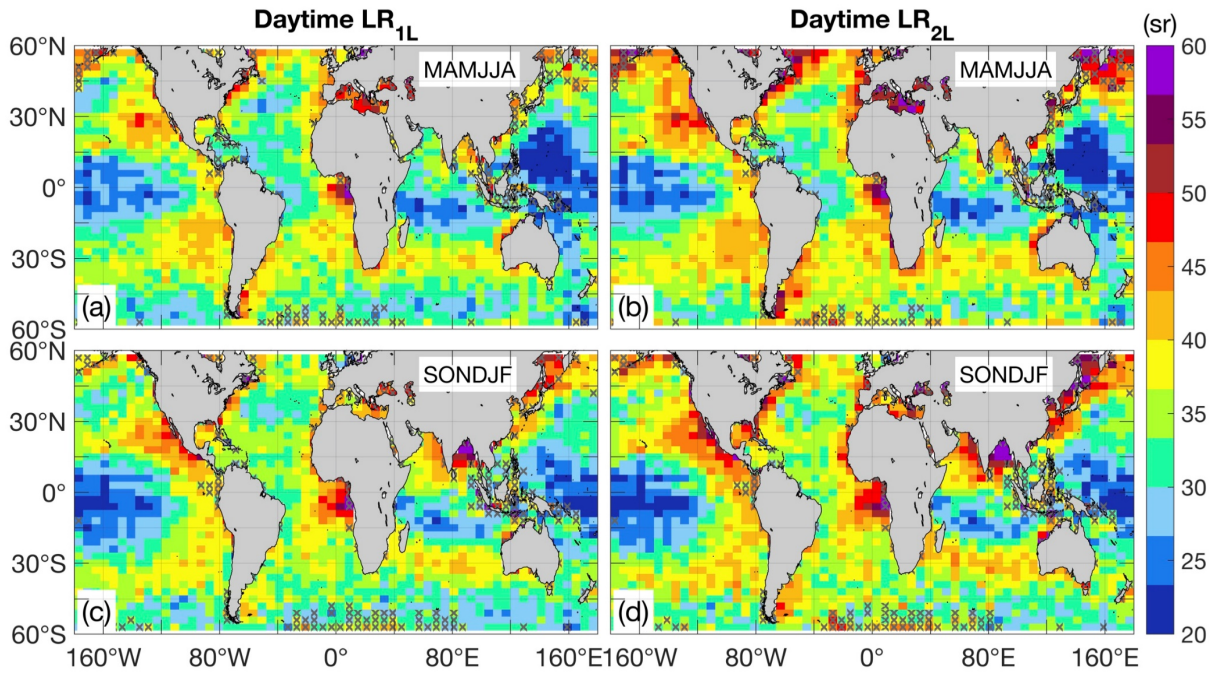 Daytime LR1L
Daytime LR2L
(sr)
60°N
30°N
0°
30°S
60°S
MAMJJA
(a)
MAMJJA
(b)
60°N
30°N
0°
30°S
60°S
SONDJF
(c)
SONDJF
(d)
160°W
80°W
0°
80°E
160°E
160°W
80°W
0°
80°E
160°E
60
55
50
45
40
35
30
25
20